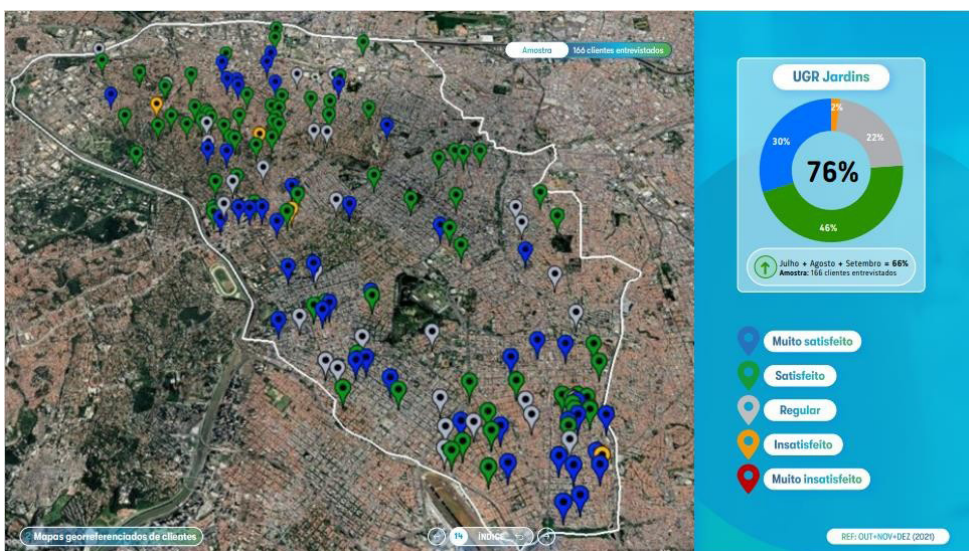 Amostra 166 clientes entrevistados
UGR Jardins
2%
30%
22%
76%
46%
Julho + Agosto + Setembro = 66%
Amostra: 166 clientes entrevistados
Muito satisfeito
Satisfeito
Regular
Insatisfeito
Muito insatisfeito
Mapas georreferenciados de clientes
14
ÍNDICE
REF: OUT+NOV+DEZ (2021)